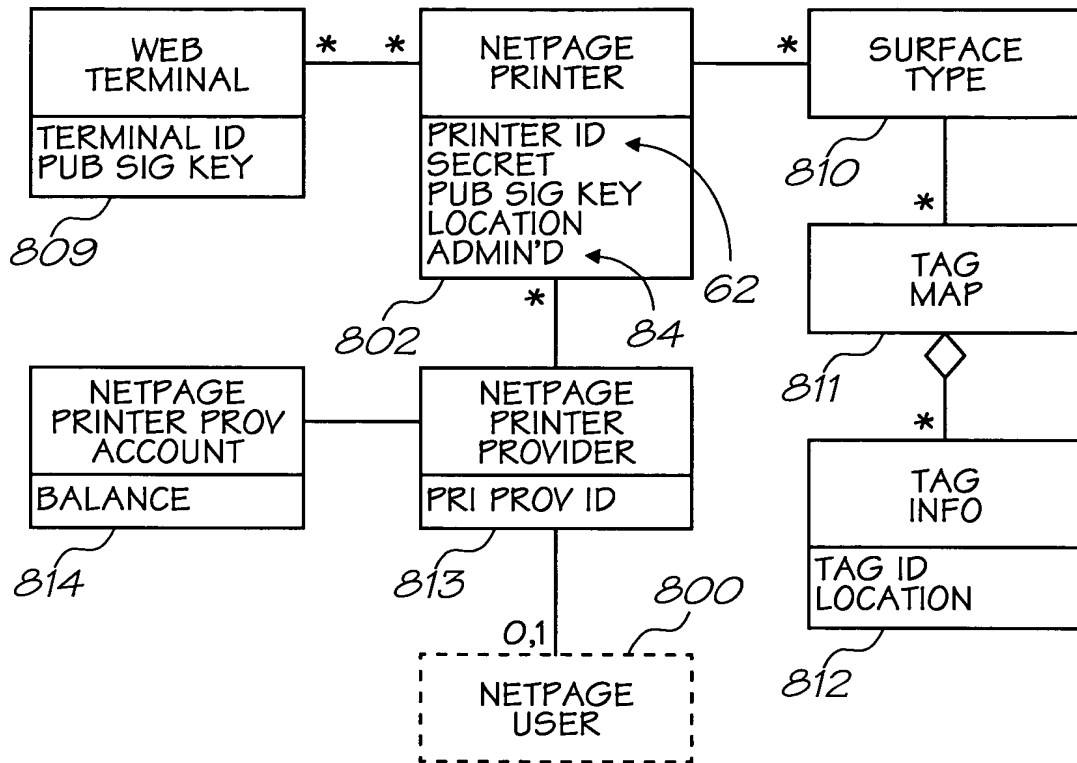 WEB
TERMINAL
TERMINAL ID
PUB SIG KEY
809
* *
NETPAGE
PRINTER
PRINTER ID
SECRET
PUB SIG KEY
LOCATION
ADMIN'D
802
62
84
*
SURFACE
TYPE
810
*
TAG
MAP
811
*
TAG
INFO
TAG ID
LOCATION
812
*
NETPAGE
PRINTER PROV
ACCOUNT
BALANCE
814
NETPAGE
PRINTER
PROVIDER
PRI PROV ID
813
0,1
800
NETPAGE
USER